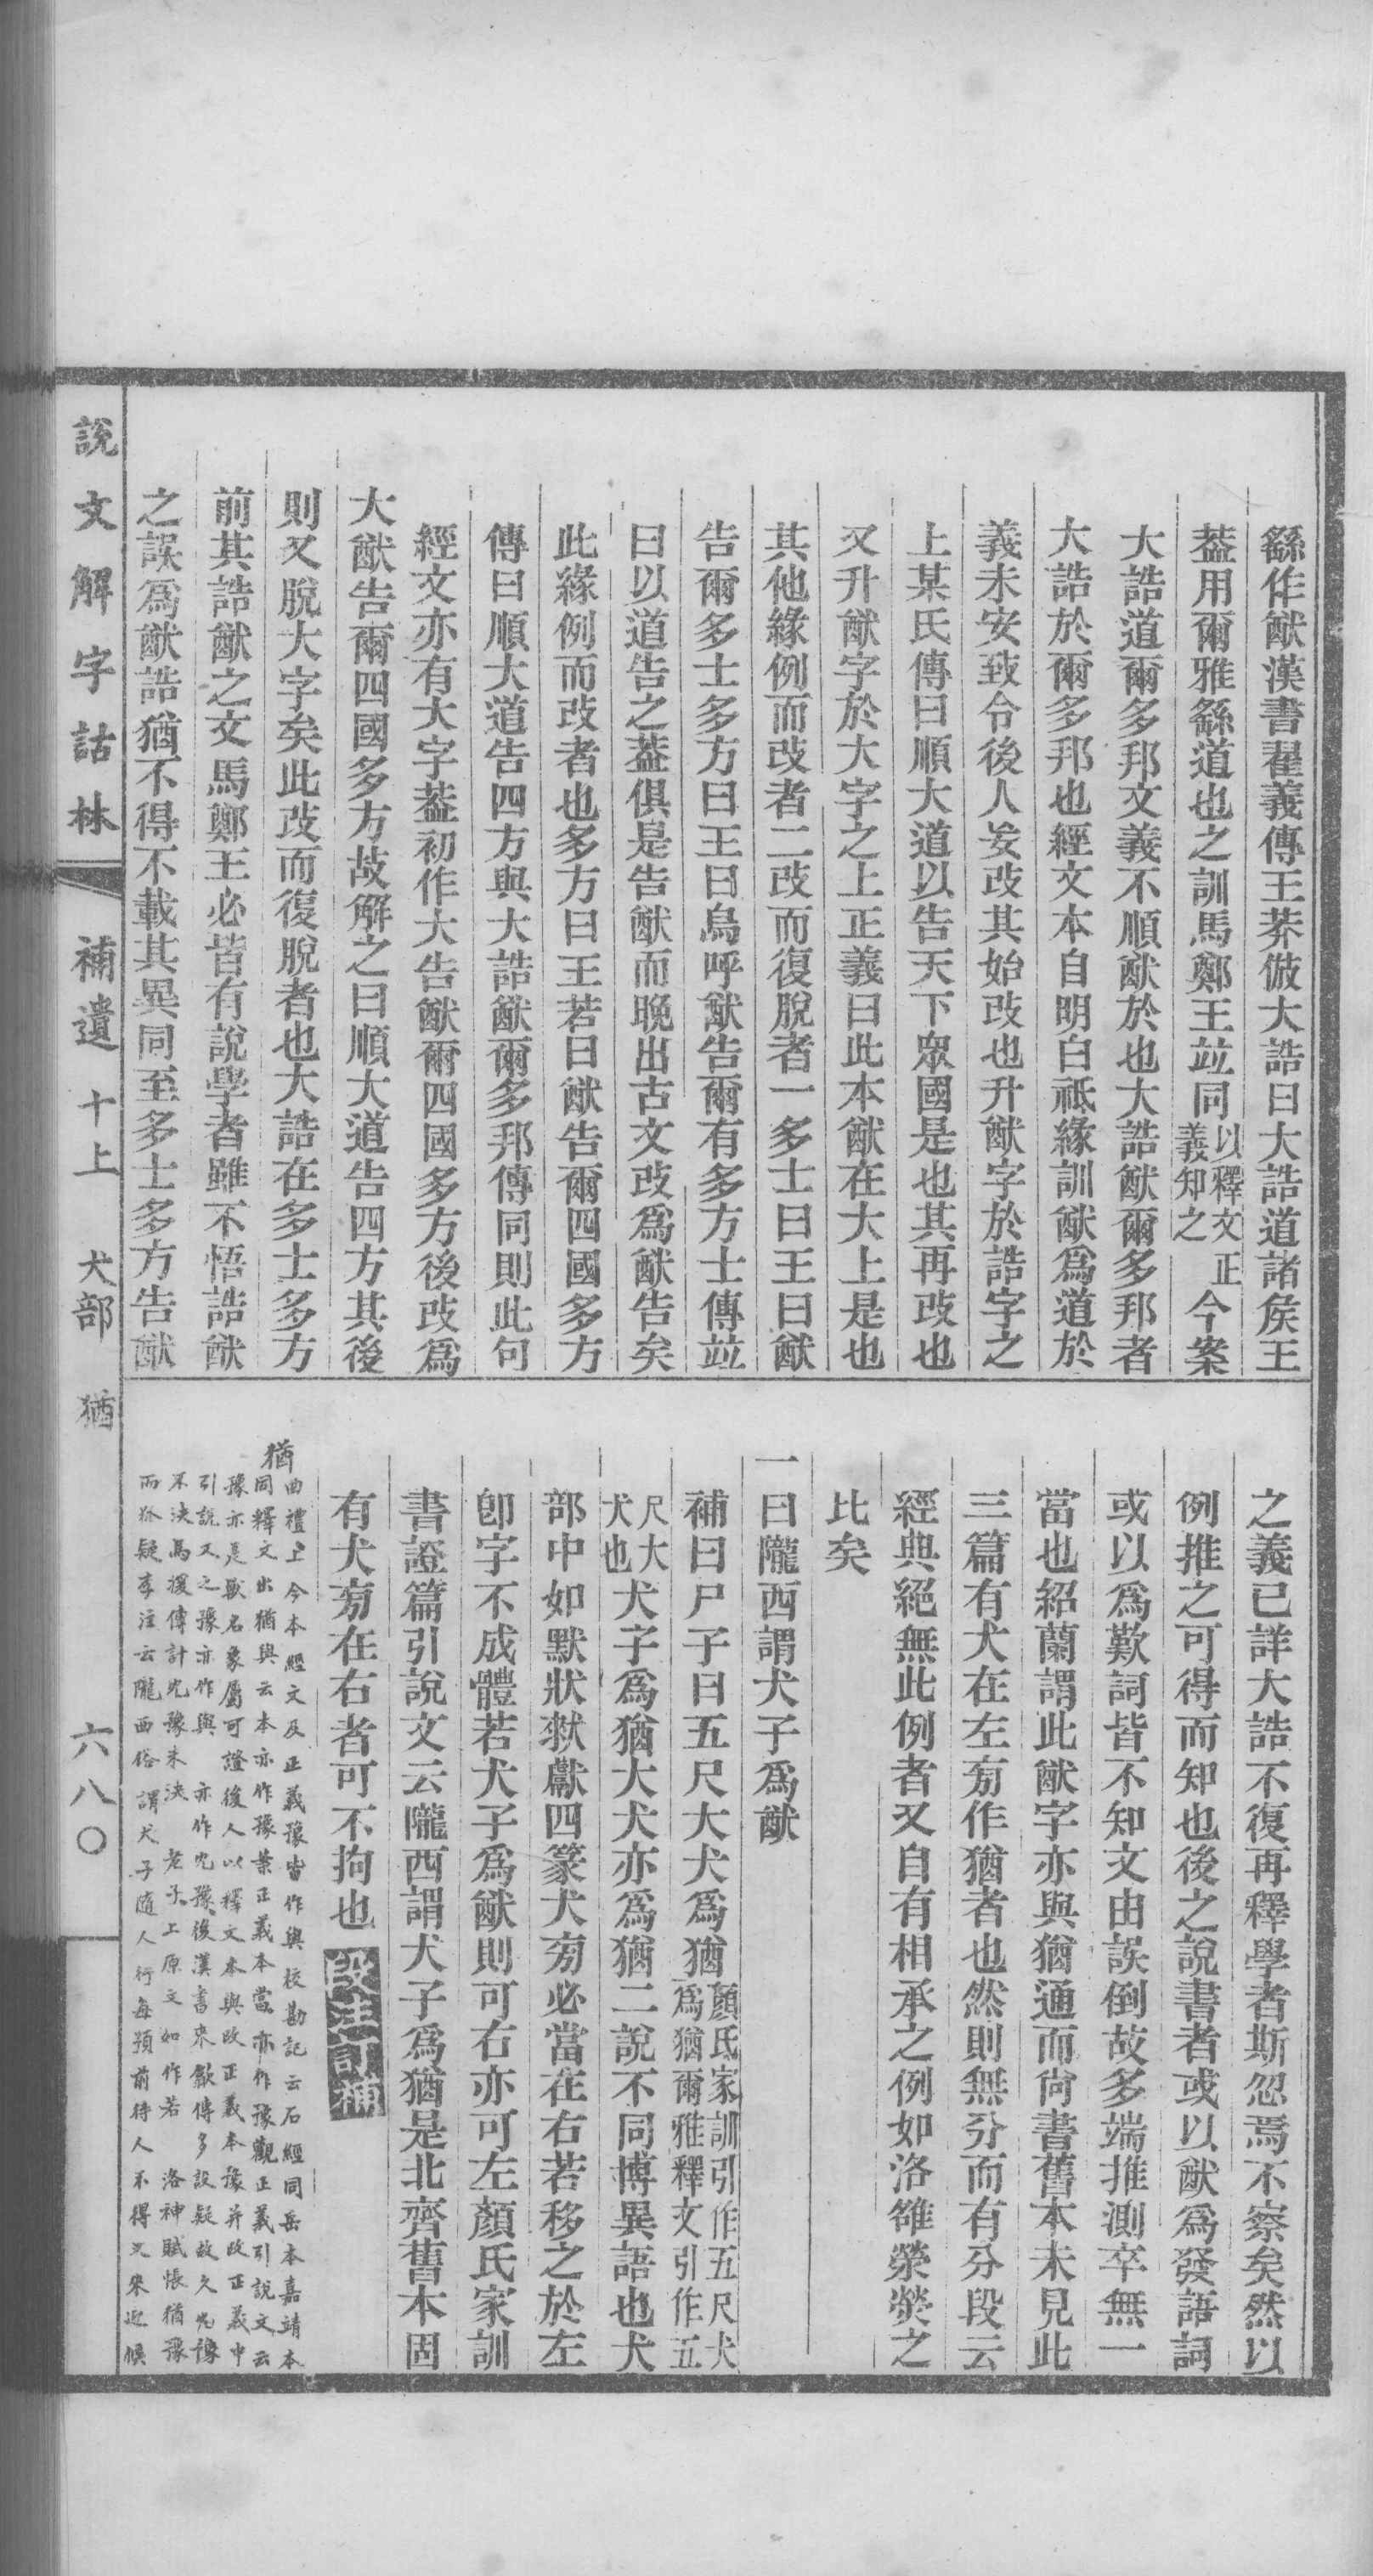 繇作猷漢書翟義傳王莽倣大誥曰大誥道諸矦王
葢用爾雅繇道也之訓馬鄭王竝同以釋文正義知之今案
大誥道爾多邦文義不順猷於也大誥猷爾多邦者
大誥於爾多邦也經文本自明白祗緣訓猷爲道於
義未安致令後人妄改其始改也升猷字於誥字之
上某氏傳曰順大道以告天下眾國是也其再改也
又升猷字於大字之上正義曰此本猷在大上是也
其他緣例而改者二改而復脫者一多士曰王曰猷
告爾多士多方曰王曰烏呼猷告爾有多方士傳竝
曰以道告之葢俱是告猷而晚出古文改爲猷告矣
此緣例而改者也多方曰王若曰猷告爾四國多方
傳曰順大道告四方與大誥猷爾多邦傳同則此句
經文亦有大字葢初作大告猷爾四國多方後改爲
大猷告爾四國多方故解之曰順大道告四方其後
則又脫大字矣此改而復脫者也大誥在多士多方
前其誥猷之文馬鄭王必皆有說學者雖不悟誥猷
之誤爲猷誥猶不得不載其異同至多士多方告猷
之義已詳大誥不復再釋學者斯忽焉不察矣然以
例推之可得而知也後之說書者或以猷爲發語詞
或以爲歎詞皆不知文由誤倒故多端推測卒無一
當也紹蘭謂此猷字亦與猶通而尙書舊本未見此
三篇有犬在左㫄作猶者也然則無分而有分段云
經典絕無此例者又自有相承之例如洛雒榮熒之
比矣
一曰隴西謂犬子爲猷
補曰尸子曰五尺大犬爲猶顏氏家訓引作五尺犬爲猶爾雅釋文引作五
尺大犬也犬子爲猶大犬亦爲猶二說不同博異語也犬
部中如默狀猌獻四篆犬㫄必當在右若移之於左
卽字不成體若犬子爲猷則可右亦可左顏氏家訓
書證篇引說文云隴西謂犬子爲猶是北齊舊本固
有犬㫄在右者可不拘也 段注訂補
猶
曲禮上今本經文及正義豫皆作與校勘記云石經同岳本嘉靖本
同釋文出猶與云本亦作豫案正義本當亦作豫觀正義引說文云
豫亦是獸名象屬可證後人以釋文本與改正義本豫并改正義中
引說文之豫亦作與 亦作冘豫後漢書來歙傳多設疑故久冘豫
不決馬援傳計冘豫未決 老子上原文如作若 洛神賦悵猶豫
而狐疑李注云隴西俗謂犬子隨人行每預前待人不得又來迎候
說文解字詁林 補遺 十上 犬部 猶 六八〇